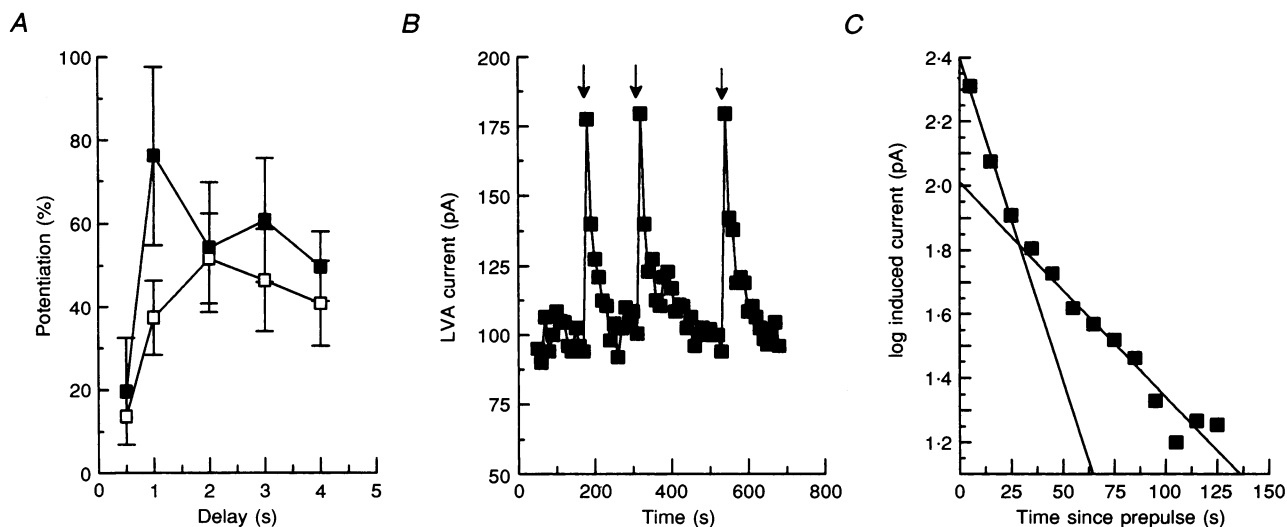 A
Potentiation (%)
100
80
60
40
20
0
0 1 2 3 4 5
Delay (s)
B
LVA current (pA)
200
175
150
125
100
75
50
0 200 400 600 800
Time (s)
C
log induced current (pA)
2·4
2·2
2·0
1·8
1·6
1·4
1·2
0 25 50 75 100 125 150
Time since prepulse (s)